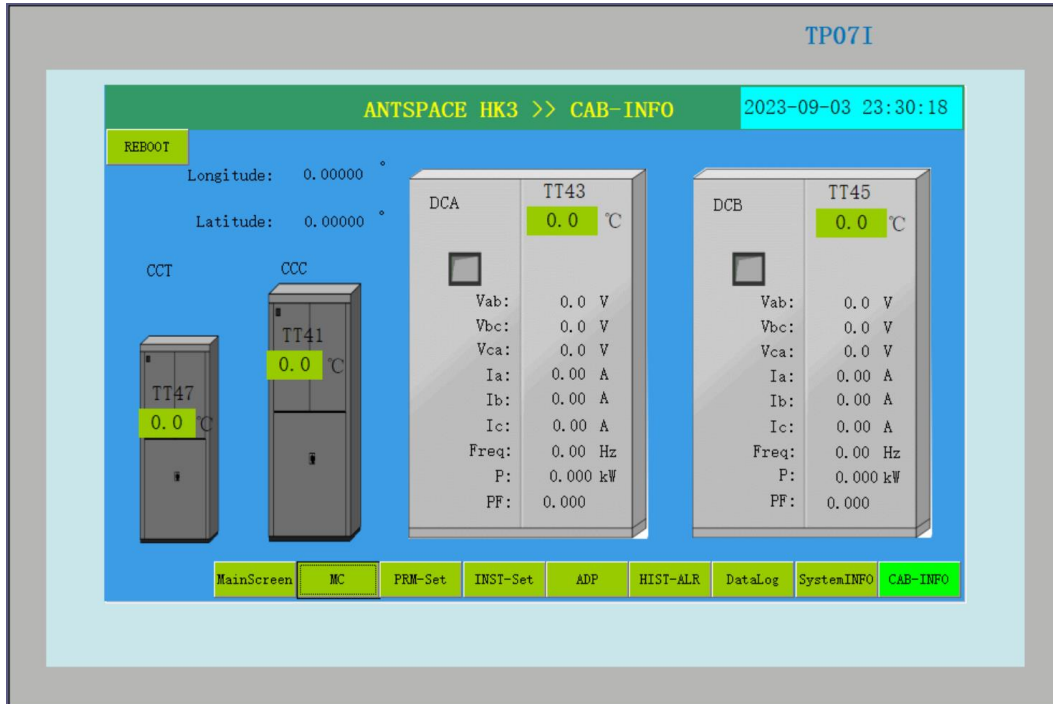 TP07I
ANTSPACE HK3 >> CAB-INFO 2023-09-03 23:30:18
REBOOT
Longitude: 0.00000 °
Latitude: 0.00000 °
CCT
CCC
TT47
0.0 ℃
TT41
0.0 ℃
DCA
TT43
0.0 ℃
Vab: 0.0 V
Vbc: 0.0 V
Vca: 0.0 V
Ia: 0.00 A
Ib: 0.00 A
Ic: 0.00 A
Freq: 0.00 Hz
P: 0.000 kW
PF: 0.000
DCB
TT45
0.0 ℃
Vab: 0.0 V
Vbc: 0.0 V
Vca: 0.0 V
Ia: 0.00 A
Ib: 0.00 A
Ic: 0.00 A
Freq: 0.00 Hz
P: 0.000 kW
PF: 0.000
MainScreen MC PRM-Set INST-Set ADP HIST-ALR DataLog SystemINFO CAB-INFO